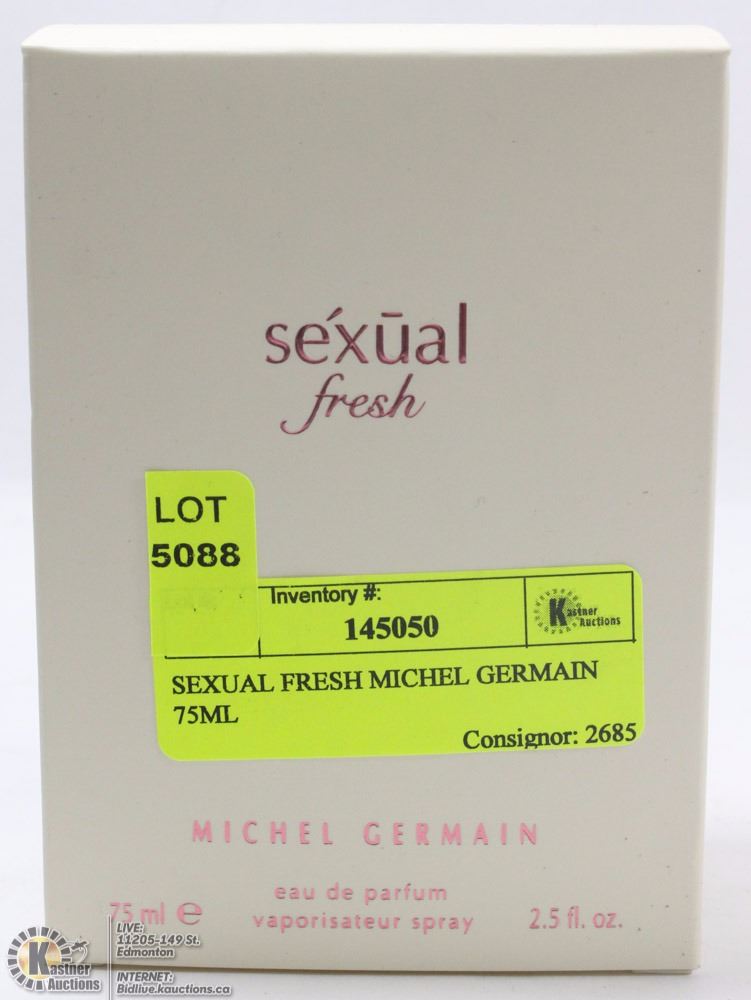 séxūal
fresh
LOT
5088
Inventory #:
145050
Kastner
Auctions
SEXUAL FRESH MICHEL GERMAIN
75ML
Consignor: 2685
MICHEL GERMAIN
eau de parfum
75 ml e vaporisateur spray 2.5 fl. oz.
Kastner
Auctions
LIVE:
11205-149 St.
Edmonton
INTERNET:
Bidlive.kauctions.ca